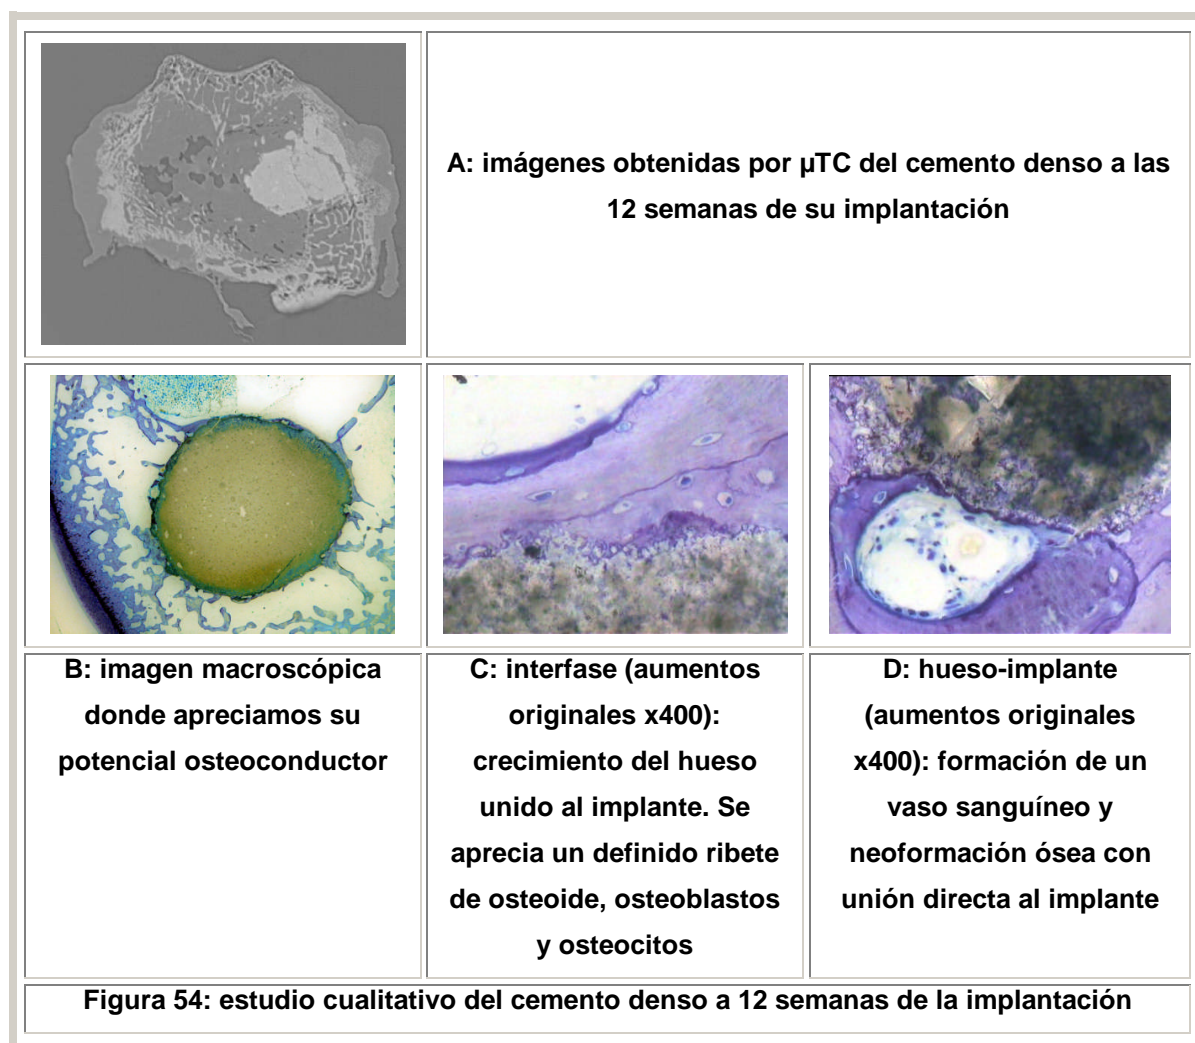 A: imágenes obtenidas por μTC del cemento denso a las
12 semanas de su implantación
B: imagen macroscópica
donde apreciamos su
potencial osteoconductor
C: interfase (aumentos
originales x400):
crecimiento del hueso
unido al implante. Se
aprecia un definido ribete
de osteoide, osteoblastos
y osteocitos
D: hueso-implante
(aumentos originales
x400): formación de un
vaso sanguíneo y
neoformación ósea con
unión directa al implante
Figura 54: estudio cualitativo del cemento denso a 12 semanas de la implantación